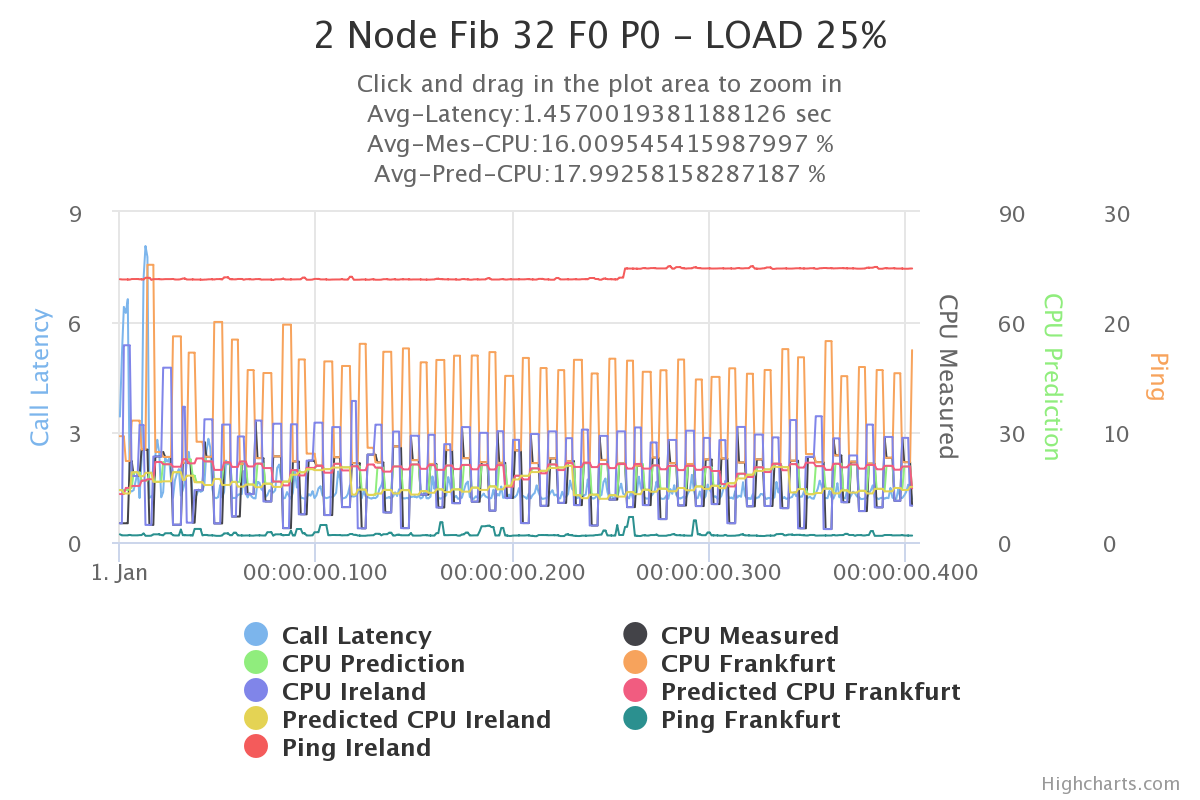 2 Node Fib 32 F0 P0 – LOAD 25%
Click and drag in the plot area to zoom in
Avg–Latency:1.4570019381188126 sec
Avg–Mes–CPU:16.009545415987997 %
Avg–Pred–CPU:17.99258158287187 %
9
6
3
0
Call Latency
90
60
30
0
CPU Measured
CPU Prediction
30
20
10
0
Ping
1. Jan
00:00:00.100
00:00:00.200
00:00:00.300
00:00:00.400
Call Latency
CPU Measured
CPU Prediction
CPU Frankfurt
CPU Ireland
Predicted CPU Frankfurt
Predicted CPU Ireland
Ping Frankfurt
Ping Ireland
Highcharts.com